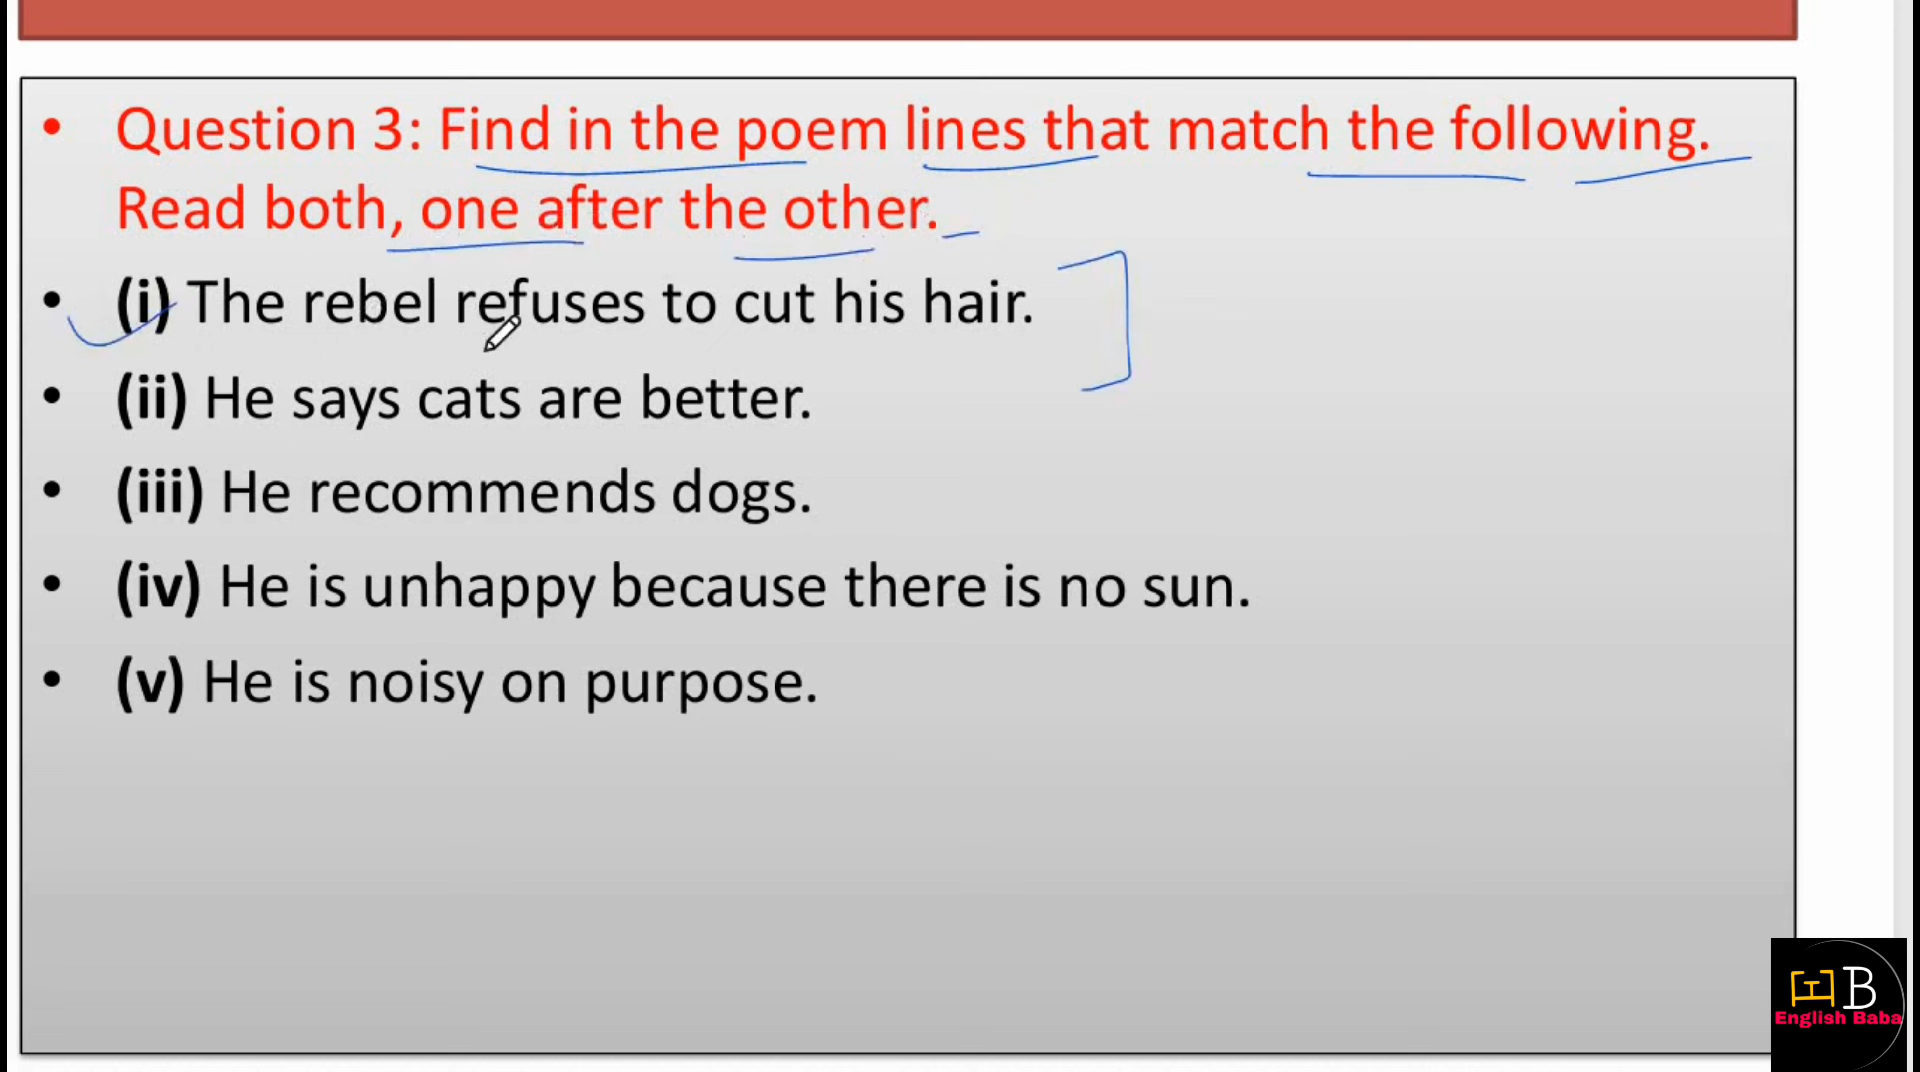 • Question 3: Find in the poem lines that match the following.
Read both, one after the other.
• (i) The rebel refuses to cut his hair.
• (ii) He says cats are better.
• (iii) He recommends dogs.
• (iv) He is unhappy because there is no sun.
• (v) He is noisy on purpose.
B
English Baba